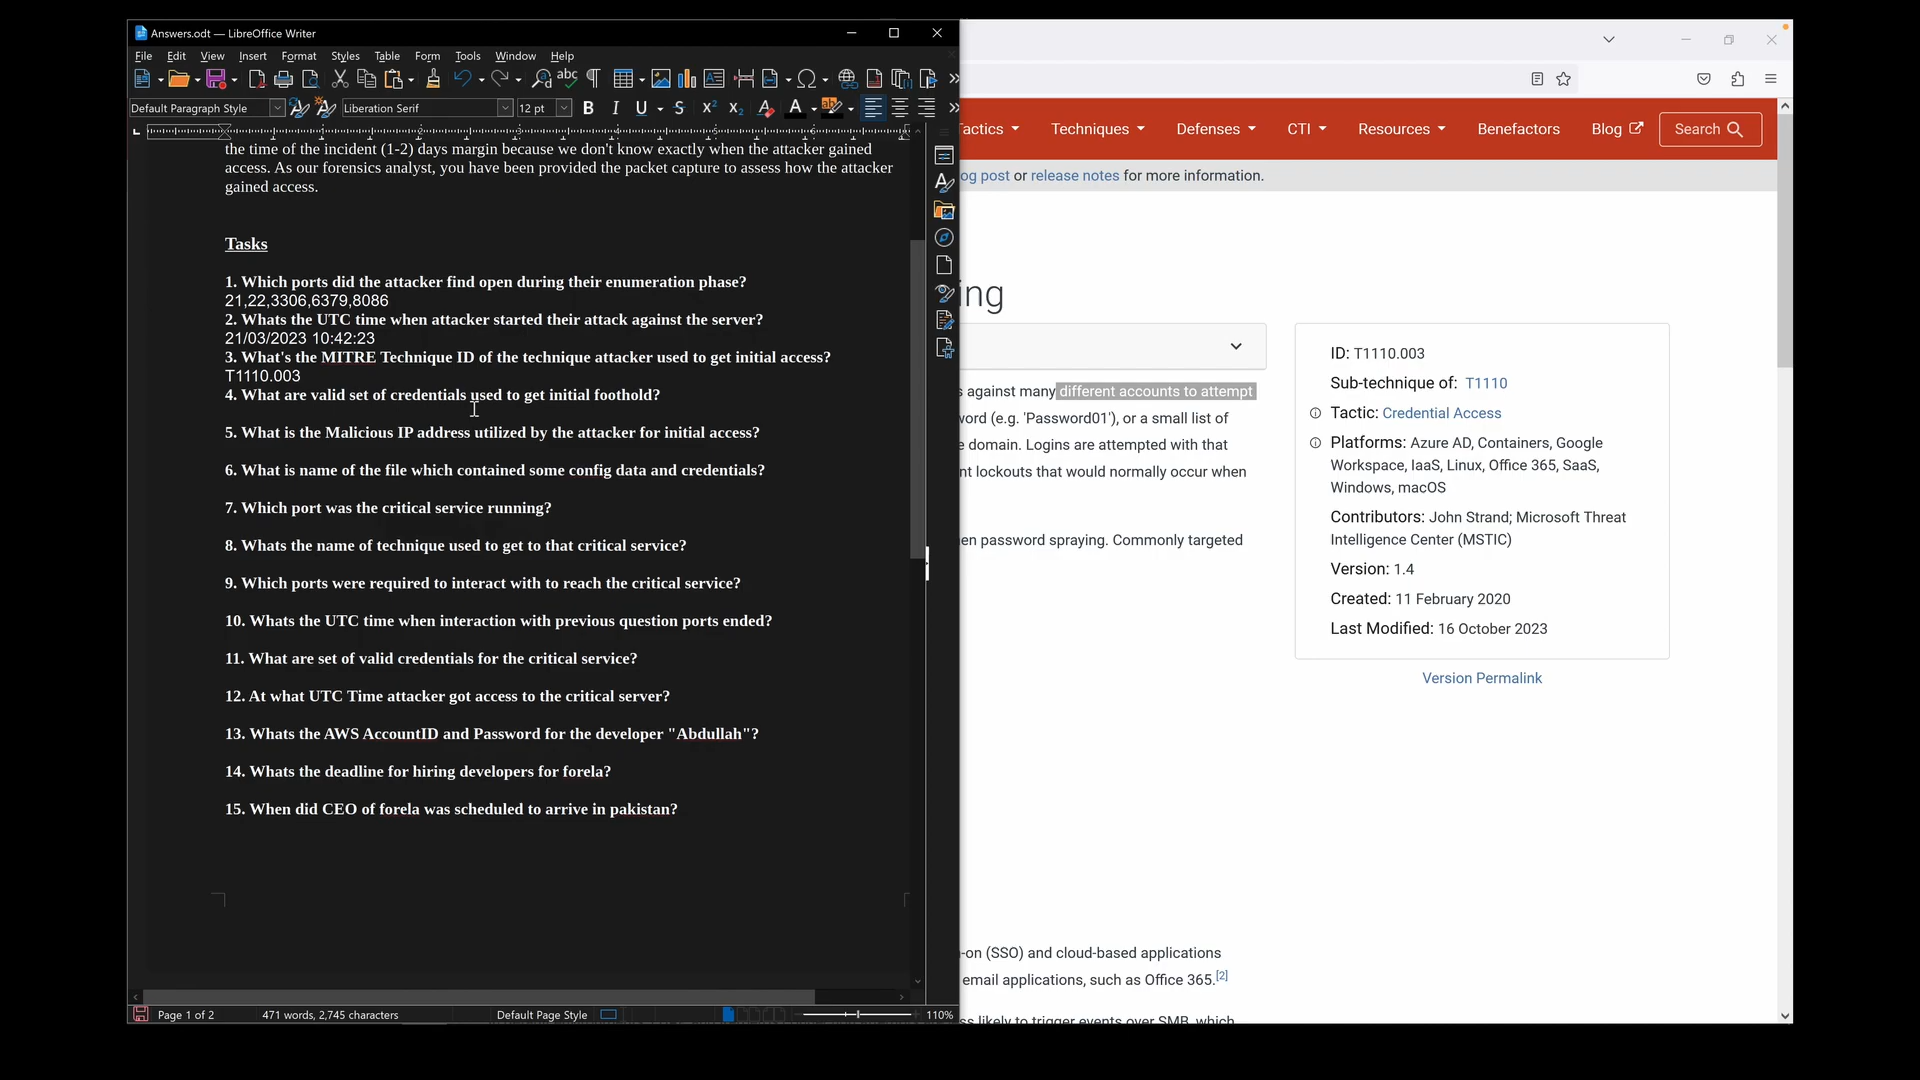 Answers.odt — LibreOffice Writer
File Edit View Insert Format Styles Table Form Tools Window Help
Default Paragraph Style Liberation Serif 12 pt
the time of the incident (1-2) days margin because we don't know exactly when the attacker gained
access. As our forensics analyst, you have been provided the packet capture to assess how the attacker
gained access.
Tasks
1. Which ports did the attacker find open during their enumeration phase?
21,22,3306,6379,8086
2. Whats the UTC time when attacker started their attack against the server?
21/03/2023 10:42:23
3. What's the MITRE Technique ID of the technique attacker used to get initial access?
T1110.003
4. What are valid set of credentials used to get initial foothold?
5. What is the Malicious IP address utilized by the attacker for initial access?
6. What is name of the file which contained some config data and credentials?
7. Which port was the critical service running?
8. Whats the name of technique used to get to that critical service?
9. Which ports were required to interact with to reach the critical service?
10. Whats the UTC time when interaction with previous question ports ended?
11. What are set of valid credentials for the critical service?
12. At what UTC Time attacker got access to the critical server?
13. Whats the AWS AccountID and Password for the developer "Abdullah"?
14. Whats the deadline for hiring developers for forela?
15. When did CEO of forela was scheduled to arrive in pakistan?
Page 1 of 2 471 words, 2,745 characters Default Page Style 110%
Tactics Techniques Defenses CTI Resources Benefactors Blog Search
og post or release notes for more information.
ing
s against many different accounts to attempt
word (e.g. 'Password01'), or a small list of
e domain. Logins are attempted with that
nt lockouts that would normally occur when
en password spraying. Commonly targeted
-on (SSO) and cloud-based applications
email applications, such as Office 365.[2]
ss likely to trigger events over SMB, which
ID: T1110.003
Sub-technique of: T1110
Tactic: Credential Access
Platforms: Azure AD, Containers, Google
Workspace, IaaS, Linux, Office 365, SaaS,
Windows, macOS
Contributors: John Strand; Microsoft Threat
Intelligence Center (MSTIC)
Version: 1.4
Created: 11 February 2020
Last Modified: 16 October 2023
Version Permalink